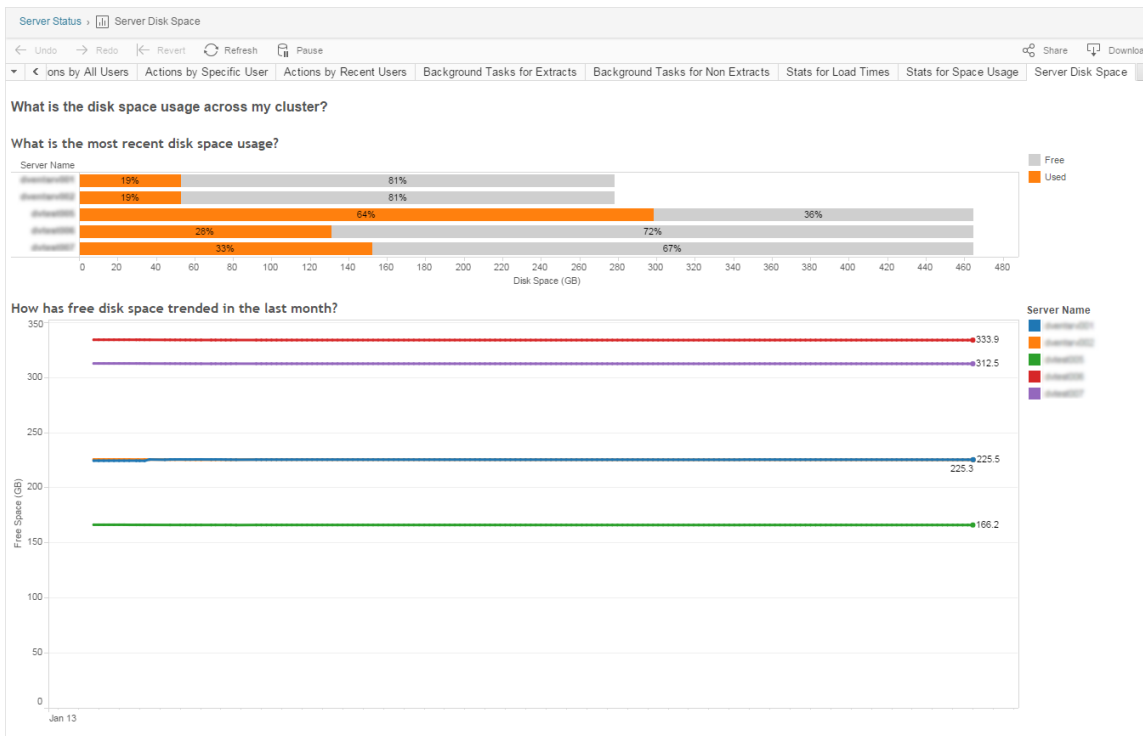 Server Status › Server Disk Space
Undo Redo Revert Refresh Pause Share Downloa
ons by All Users Actions by Specific User Actions by Recent Users Background Tasks for Extracts Background Tasks for Non Extracts Stats for Load Times Stats for Space Usage Server Disk Space
What is the disk space usage across my cluster?
What is the most recent disk space usage?
Server Name
Free
Used
19% 81%
19% 81%
64% 36%
28% 72%
33% 67%
0 20 40 60 80 100 120 140 160 180 200 220 240 260 280 300 320 340 360 380 400 420 440 460 480
Disk Space (GB)
How has free disk space trended in the last month?
Server Name
350
333.9
312.5
300
250
225.5
225.3
200
Free Space (GB)
166.2
150
100
50
0
Jan 13